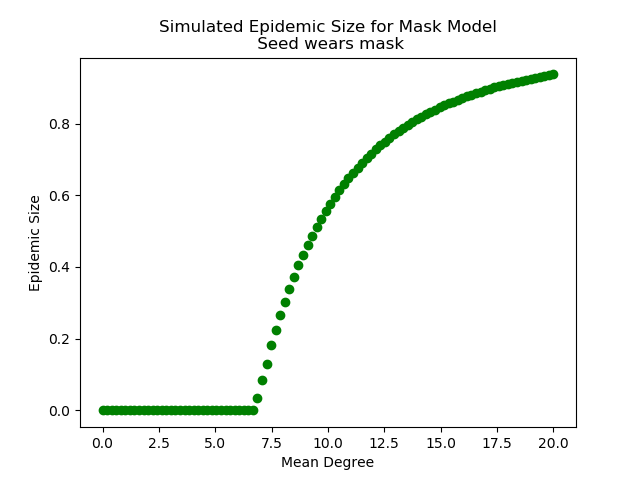 Simulated Epidemic Size for Mask Model
Seed wears mask
Epidemic Size
0.8
0.6
0.4
0.2
0.0
0.0 2.5 5.0 7.5 10.0 12.5 15.0 17.5 20.0
Mean Degree